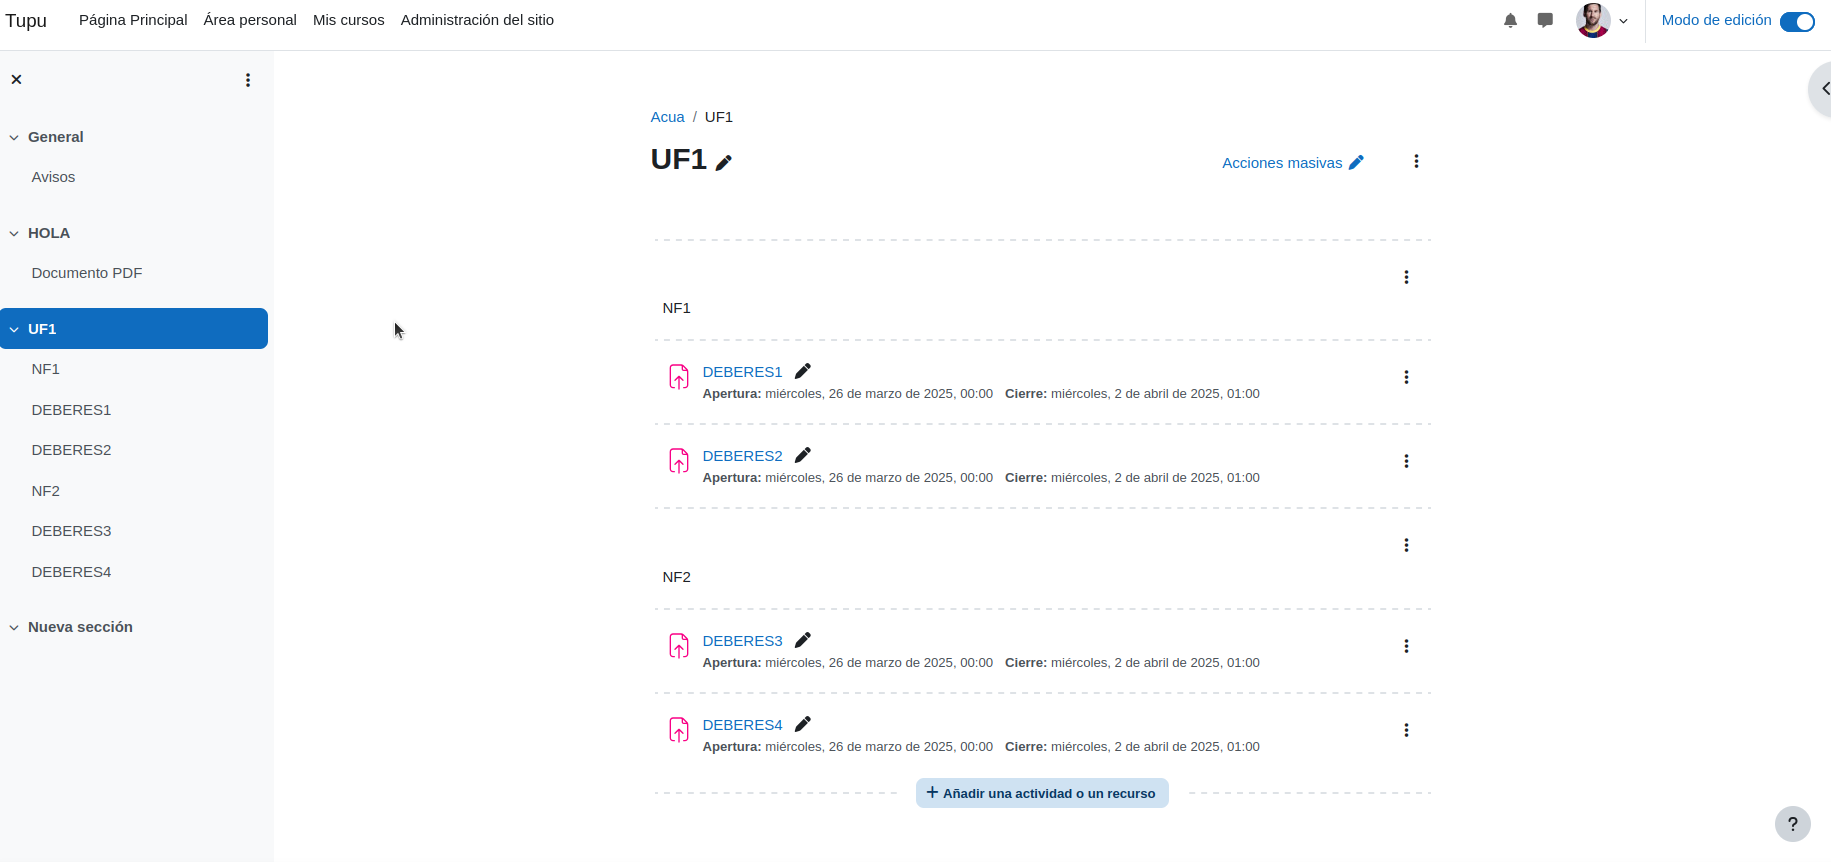 Tupu
Página Principal
Área personal
Mis cursos
Administración del sitio
Modo de edición
General
Avisos
HOLA
Documento PDF
UF1
NF1
DEBERES1
DEBERES2
NF2
DEBERES3
DEBERES4
Nueva sección
Acua / UF1
UF1
Acciones masivas
NF1
DEBERES1
Apertura: miércoles, 26 de marzo de 2025, 00:00 Cierre: miércoles, 2 de abril de 2025, 01:00
DEBERES2
Apertura: miércoles, 26 de marzo de 2025, 00:00 Cierre: miércoles, 2 de abril de 2025, 01:00
NF2
DEBERES3
Apertura: miércoles, 26 de marzo de 2025, 00:00 Cierre: miércoles, 2 de abril de 2025, 01:00
DEBERES4
Apertura: miércoles, 26 de marzo de 2025, 00:00 Cierre: miércoles, 2 de abril de 2025, 01:00
+ Añadir una actividad o un recurso
?